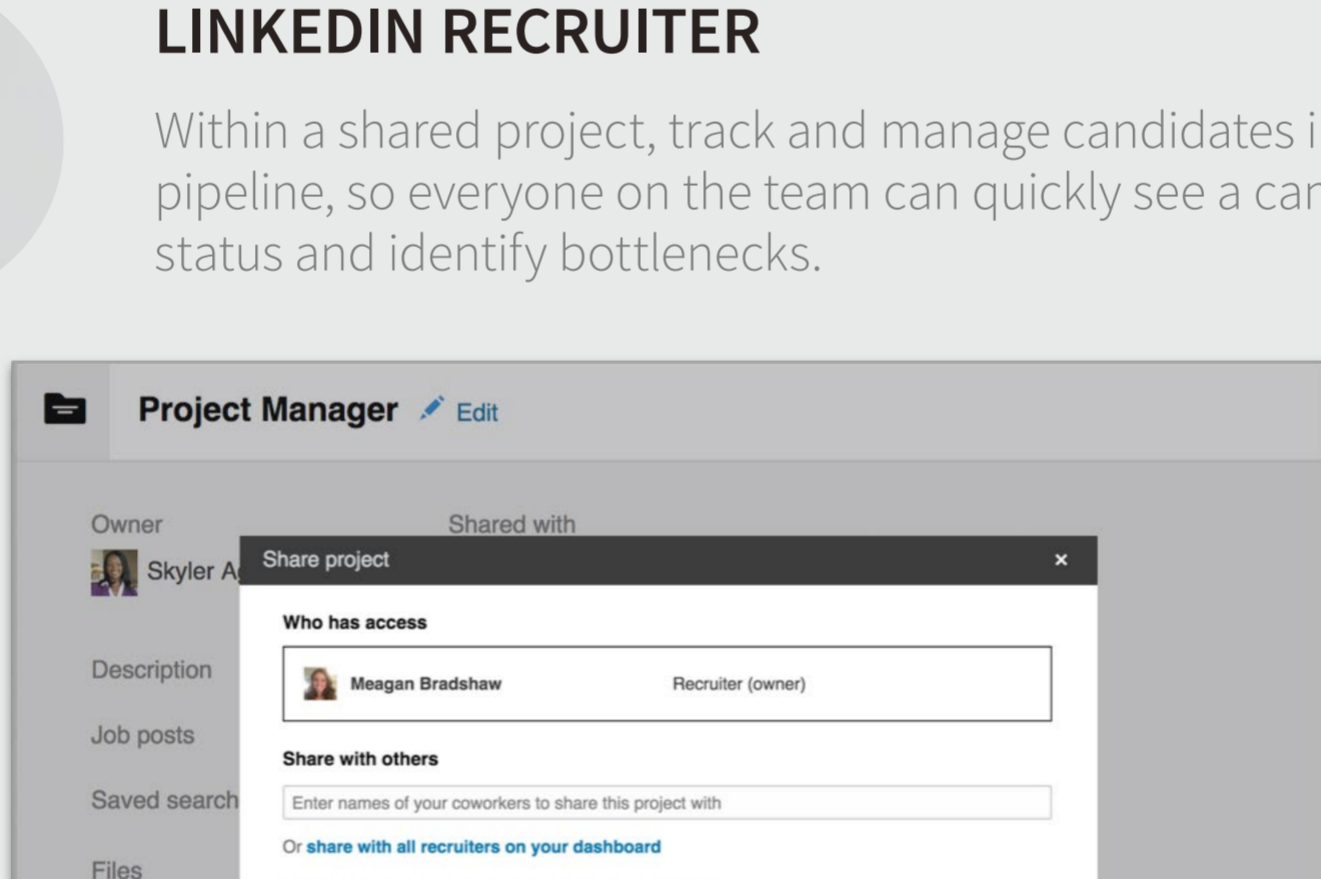 LINKEDIN RECRUITER
Within a shared project, track and manage candidates
pipeline, so everyone on the team can quickly see a
status and identify bottlenecks.
Project Manager Edit
Owner Shared with
Skyler
Share project ×
Who has access
Description
Meagan Bradshaw Recruiter (owner)
Job posts
Share with others
Saved search
Enter names of your coworkers to share this project with
Or share with all recruiters on your dashboard
Files